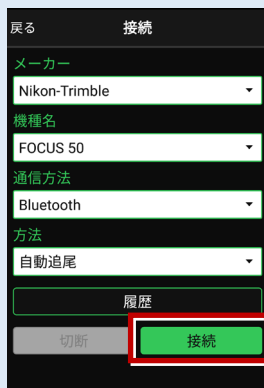 戻る 接続
メーカー
Nikon-Trimble
機種名
FOCUS 50
通信方法
Bluetooth
方法
自動追尾
履歴
切断 接続